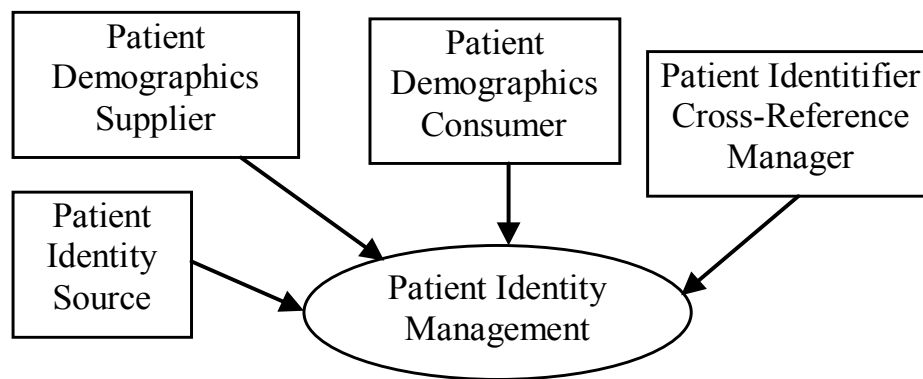 Patient
Demographics
Supplier
Patient
Demographics
Consumer
Patient Identitifier
Cross-Reference
Manager
Patient
Identity
Source
Patient Identity
Management